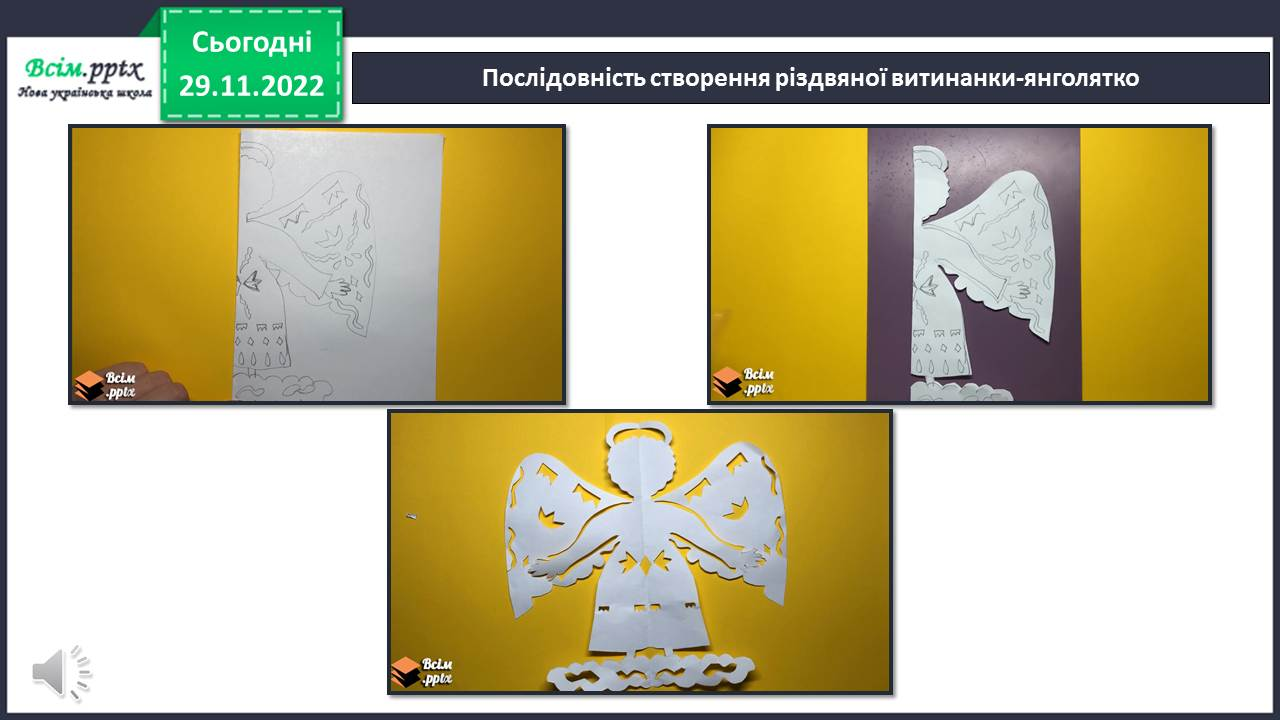 Сьогодні
29.11.2022
Всім.pptx
Нова українська школа
Послідовність створення різдвяної витинанки-янголятко
Всім
.pptx
Всім
.pptx
Всім
.pptx